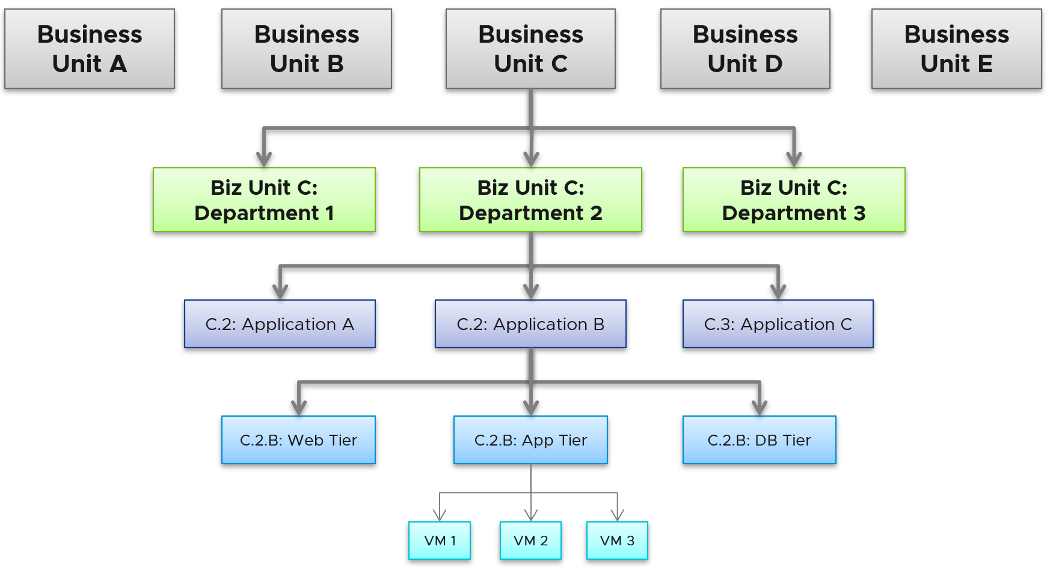 Business
Unit A
Business
Unit B
Business
Unit C
Business
Unit D
Business
Unit E
Biz Unit C:
Department 1
Biz Unit C:
Department 2
Biz Unit C:
Department 3
C.2: Application A
C.2: Application B
C.3: Application C
C.2.B: Web Tier
C.2.B: App Tier
C.2.B: DB Tier
VM 1
VM 2
VM 3